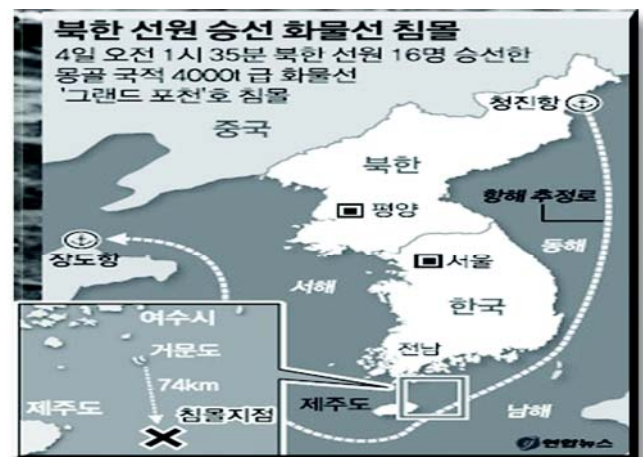 북한 선원 승선 화물선 침몰
4일 오전 1시 35분 북한 선원 16명 승선한
몽골 국적 4000t 급 화물선
'그랜드 포천'호 침몰
중국
청진항
북한
평양
항해 추정로
장도항
동해
서해
서울
한국
여수시
거문도
전남
74km
제주도
침몰지점
제주도
남해
연합뉴스